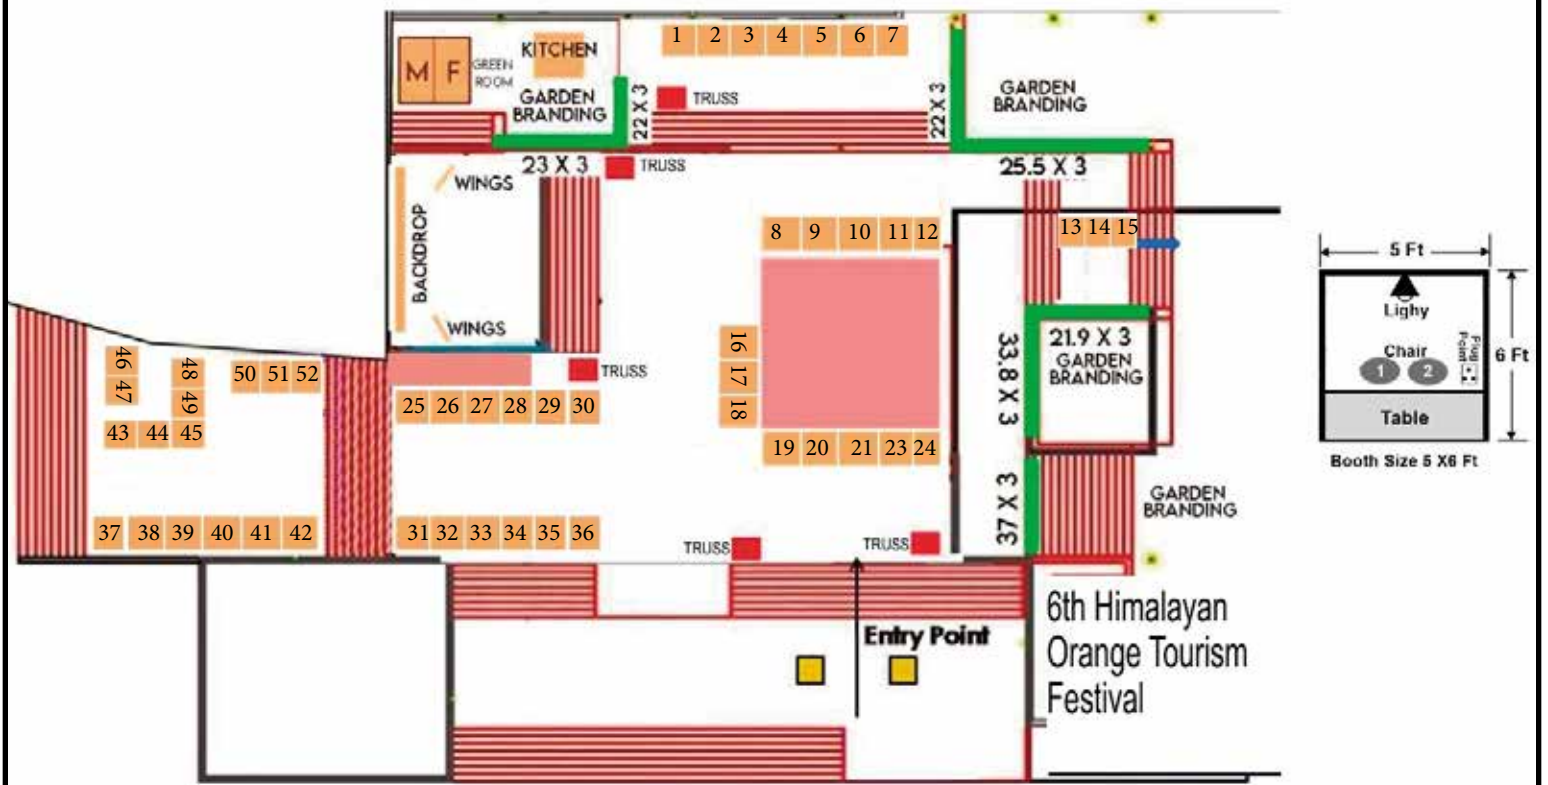 1 2 3 4 5 6 7
M F
GREEN
ROOM
KITCHEN
GARDEN
BRANDING
22 X 3
TRUSS
22 X 3
GARDEN
BRANDING
23 X 3
TRUSS
25.5 X 3
WINGS
BACKDROP
WINGS
8 9 10 11 12
13 14 15
16
17
18
19 20 21 23 24
33.8 X 3
21.9 X 3
GARDEN
BRANDING
TRUSS
25 26 27 28 29 30
46
47
48
49
50 51 52
43 44 45
37 38 39 40 41 42
31 32 33 34 35 36
TRUSS
TRUSS
37 X 3
GARDEN
BRANDING
Entry Point
6th Himalayan
Orange Tourism
Festival
5 Ft
Lighy
Chair
1 2
Plug
Point
6 Ft
Table
Booth Size 5 X6 Ft